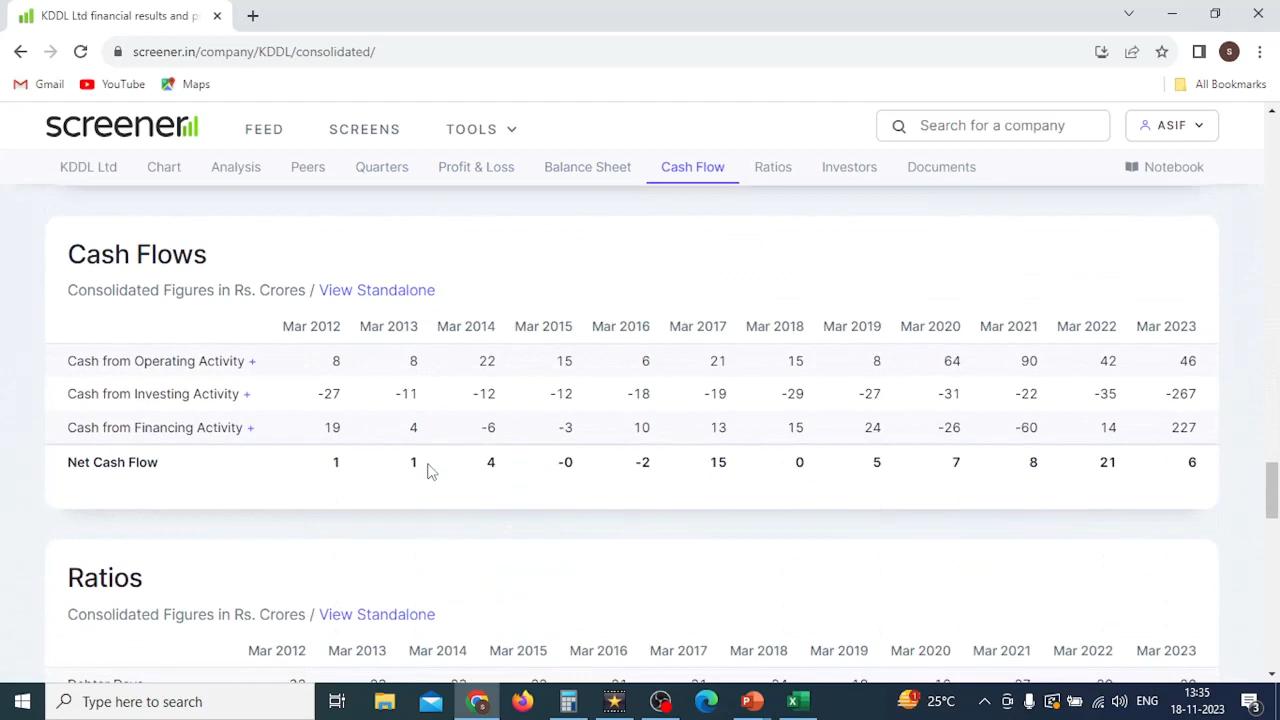 KDDL Ltd financial results and p
screener.in/company/KDDL/consolidated/
S
Gmail YouTube Maps All Bookmarks
screener FEED SCREENS TOOLS Search for a company ASIF
KDDL Ltd Chart Analysis Peers Quarters Profit & Loss Balance Sheet Cash Flow Ratios Investors Documents Notebook
Cash Flows
Consolidated Figures in Rs. Crores / View Standalone
Mar 2012 Mar 2013 Mar 2014 Mar 2015 Mar 2016 Mar 2017 Mar 2018 Mar 2019 Mar 2020 Mar 2021 Mar 2022 Mar 2023
Cash from Operating Activity + 8 8 22 15 6 21 15 8 64 90 42 46
Cash from Investing Activity + -27 -11 -12 -12 -18 -19 -29 -27 -31 -22 -35 -267
Cash from Financing Activity + 19 4 -6 -3 10 13 15 24 -26 -60 14 227
Net Cash Flow 1 1 4 -0 -2 15 0 5 7 8 21 6
Ratios
Consolidated Figures in Rs. Crores / View Standalone
Mar 2012 Mar 2013 Mar 2014 Mar 2015 Mar 2016 Mar 2017 Mar 2018 Mar 2019 Mar 2020 Mar 2021 Mar 2022 Mar 2023
Debtor Days
Type here to search 25°C ENG 13:35
18-11-2023 3